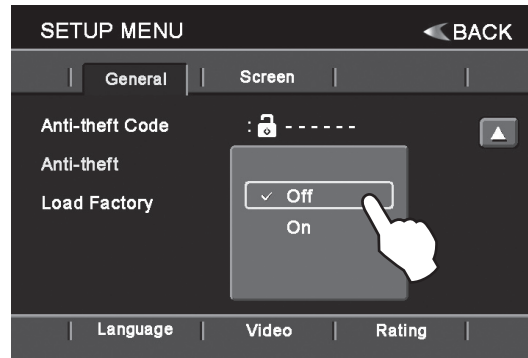 SETUP MENU
BACK
General
Screen
Anti-theft Code : - - - - - -
Anti-theft
Load Factory
Off
On
Language
Video
Rating